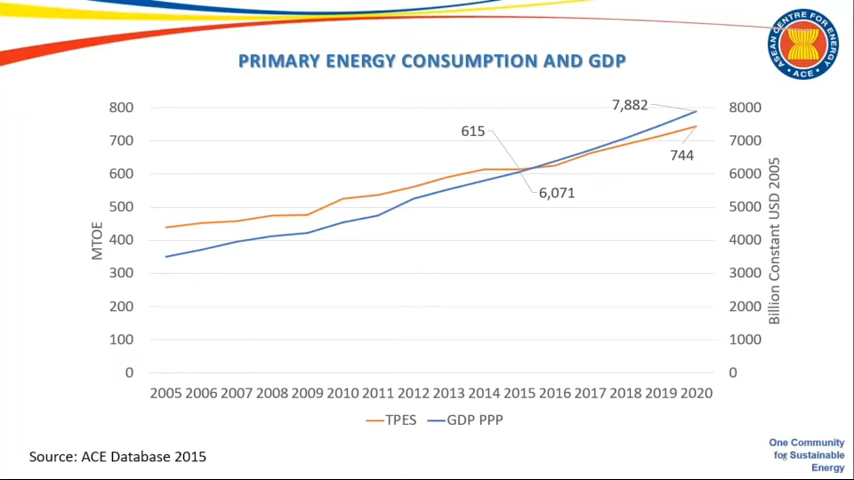 ASEAN CENTRE FOR ENERGY
• ACE •
PRIMARY ENERGY CONSUMPTION AND GDP
800
700
600
500
400
300
200
100
0
MTOE
615
6,071
7,882
744
8000
7000
6000
5000
4000
3000
2000
1000
0
Billion Constant USD 2005
2005 2006 2007 2008 2009 2010 2011 2012 2013 2014 2015 2016 2017 2018 2019 2020
TPES GDP PPP
Source: ACE Database 2015
One Community
for Sustainable
Energy